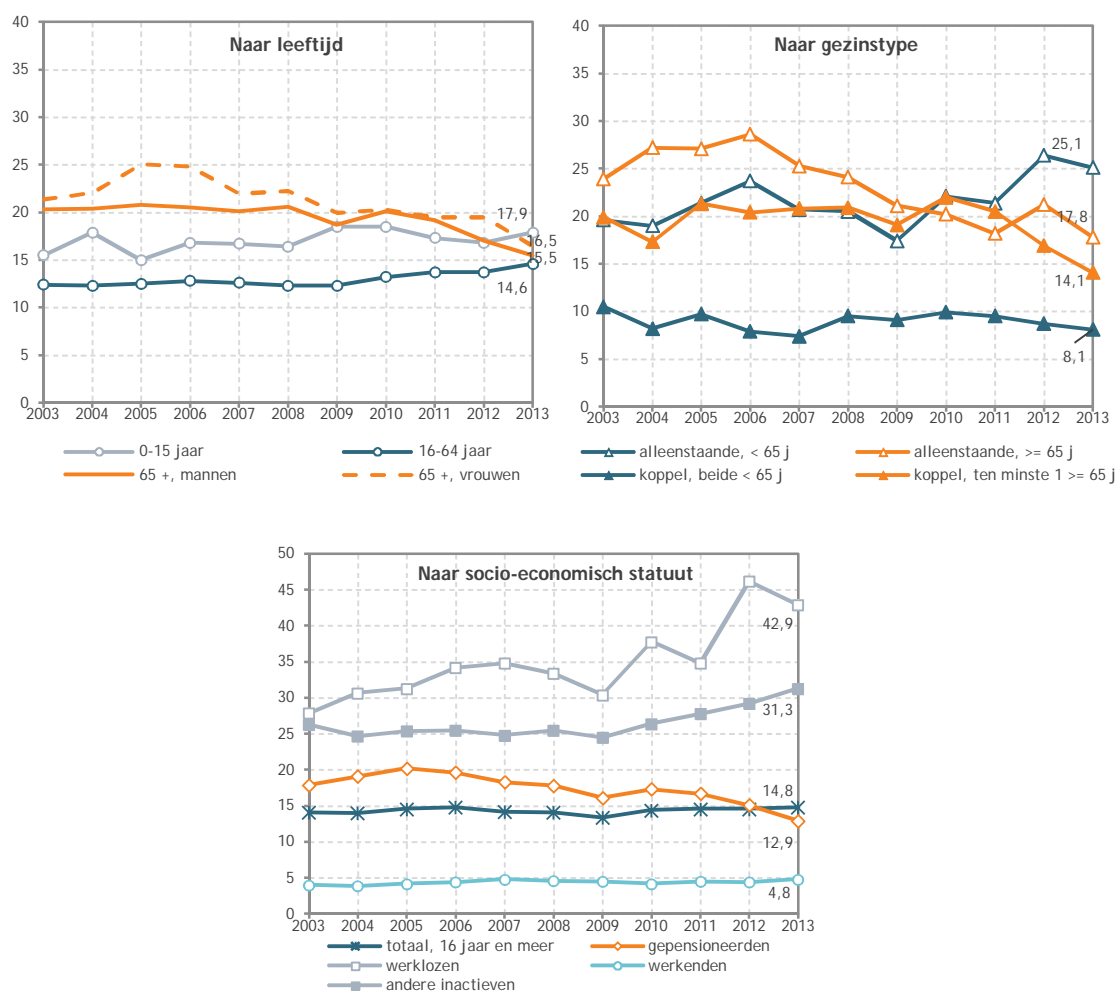 Naar leeftijd
40
35
30
25
20
15
10
5
0
17,9
16,5
15,5
14,6
2003 2004 2005 2006 2007 2008 2009 2010 2011 2012 2013
0-15 jaar
16-64 jaar
65 +, mannen
65 +, vrouwen
Naar gezinstype
40
35
30
25
20
15
10
5
0
25,1
17,8
14,1
8,1
2003 2004 2005 2006 2007 2008 2009 2010 2011 2012 2013
alleenstaande, < 65 j
alleenstaande, >= 65 j
koppel, beide < 65 j
koppel, ten minste 1 >= 65 j
Naar socio-economisch statuut
50
45
40
35
30
25
20
15
10
5
0
42,9
31,3
14,8
12,9
4,8
2003 2004 2005 2006 2007 2008 2009 2010 2011 2012 2013
totaal, 16 jaar en meer
gepensioneerden
werklozen
werkenden
andere inactieven